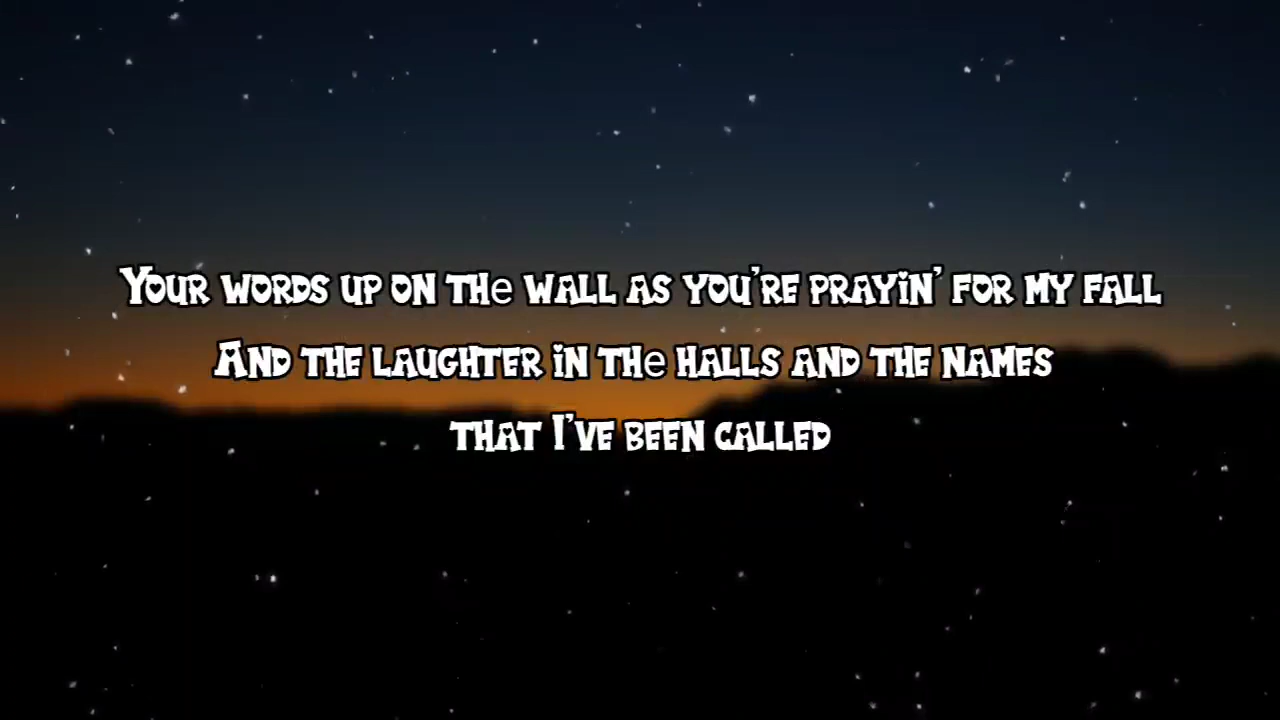 Your words up on the wall as you're prayin' for my fall
And the laughter in the halls and the names
that I've been called